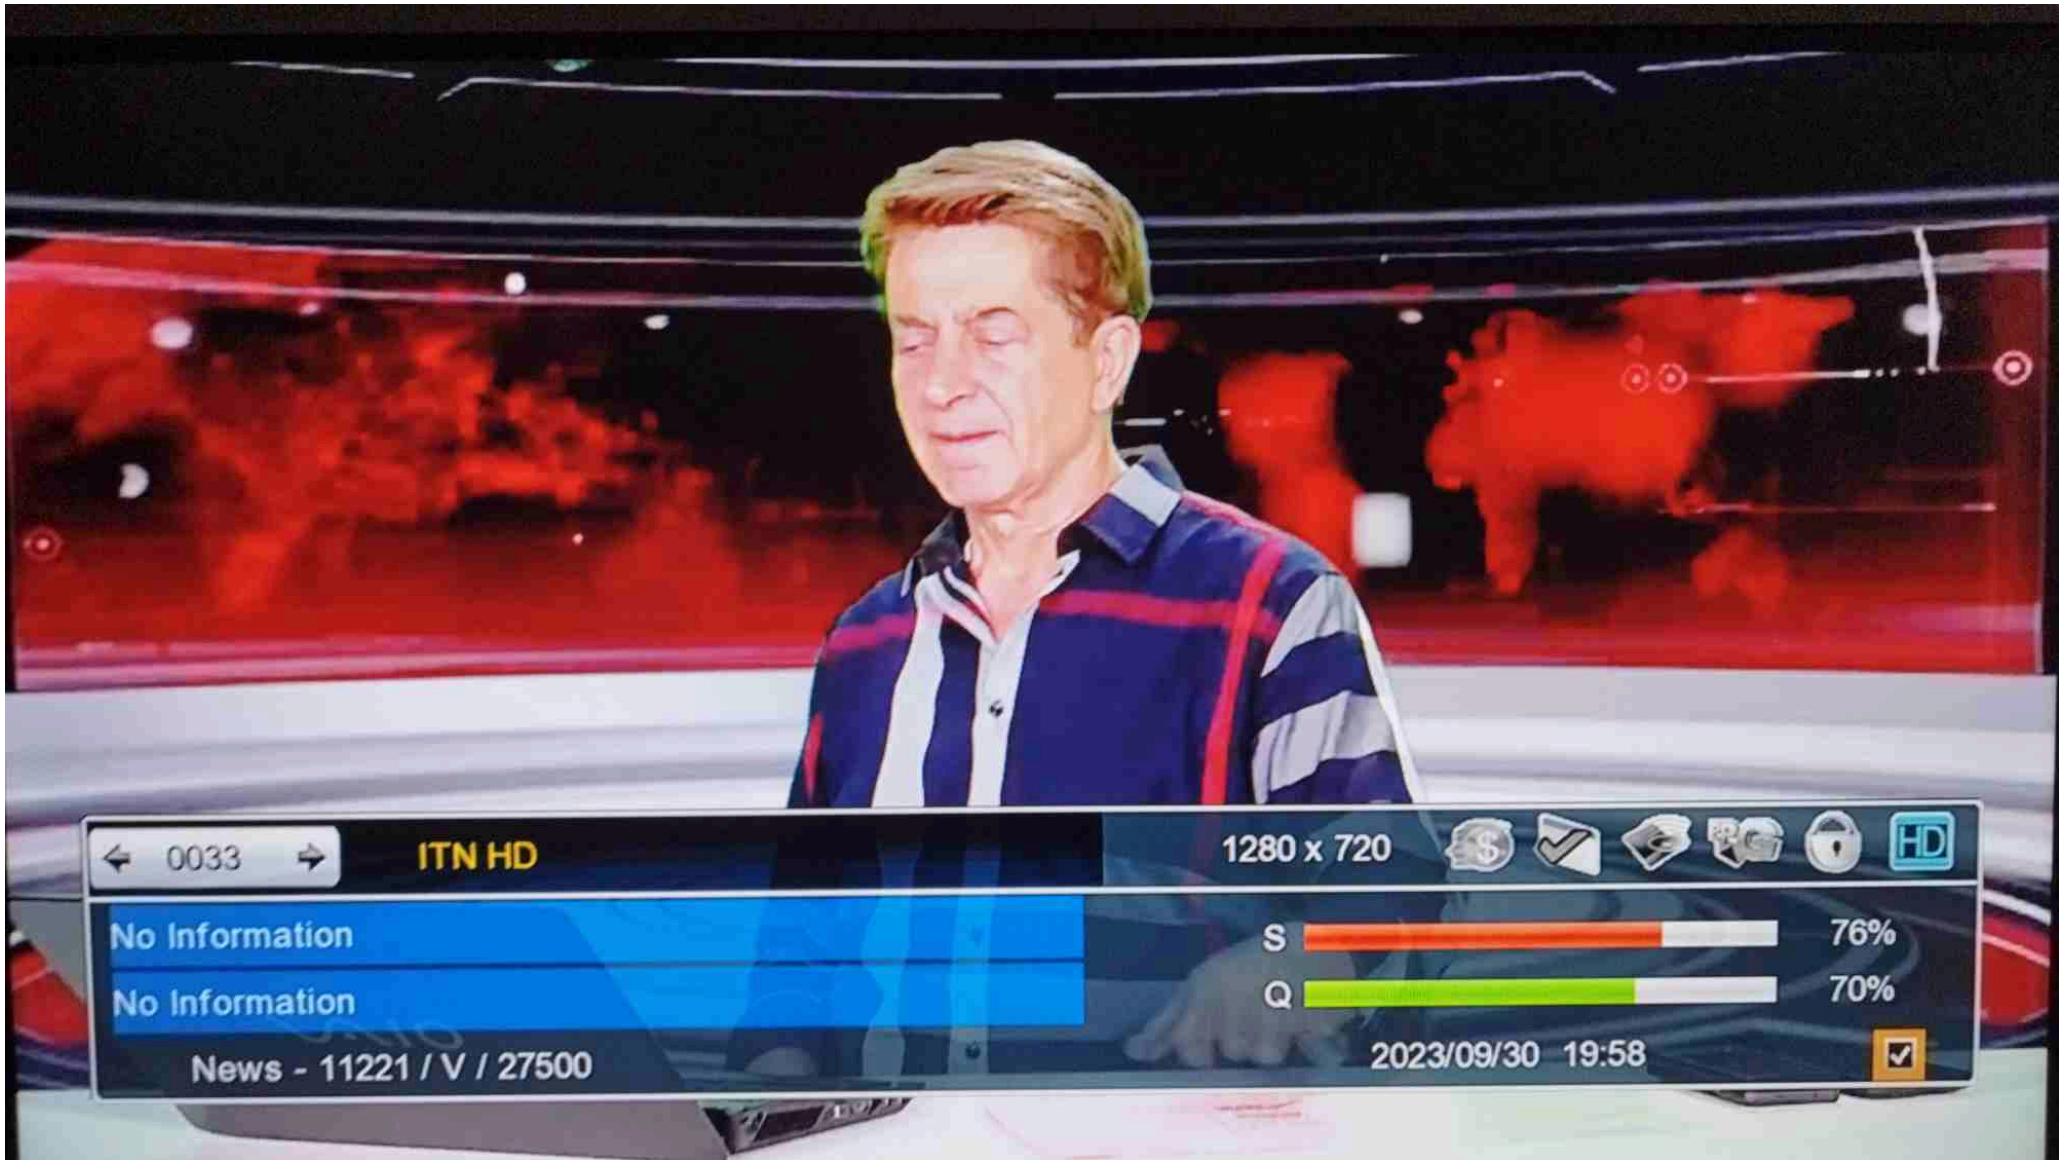 0033
ITN HD
1280 x 720
HD
No Information
S 76%
No Information
Q 70%
News - 11221 / V / 27500
2023/09/30 19:58